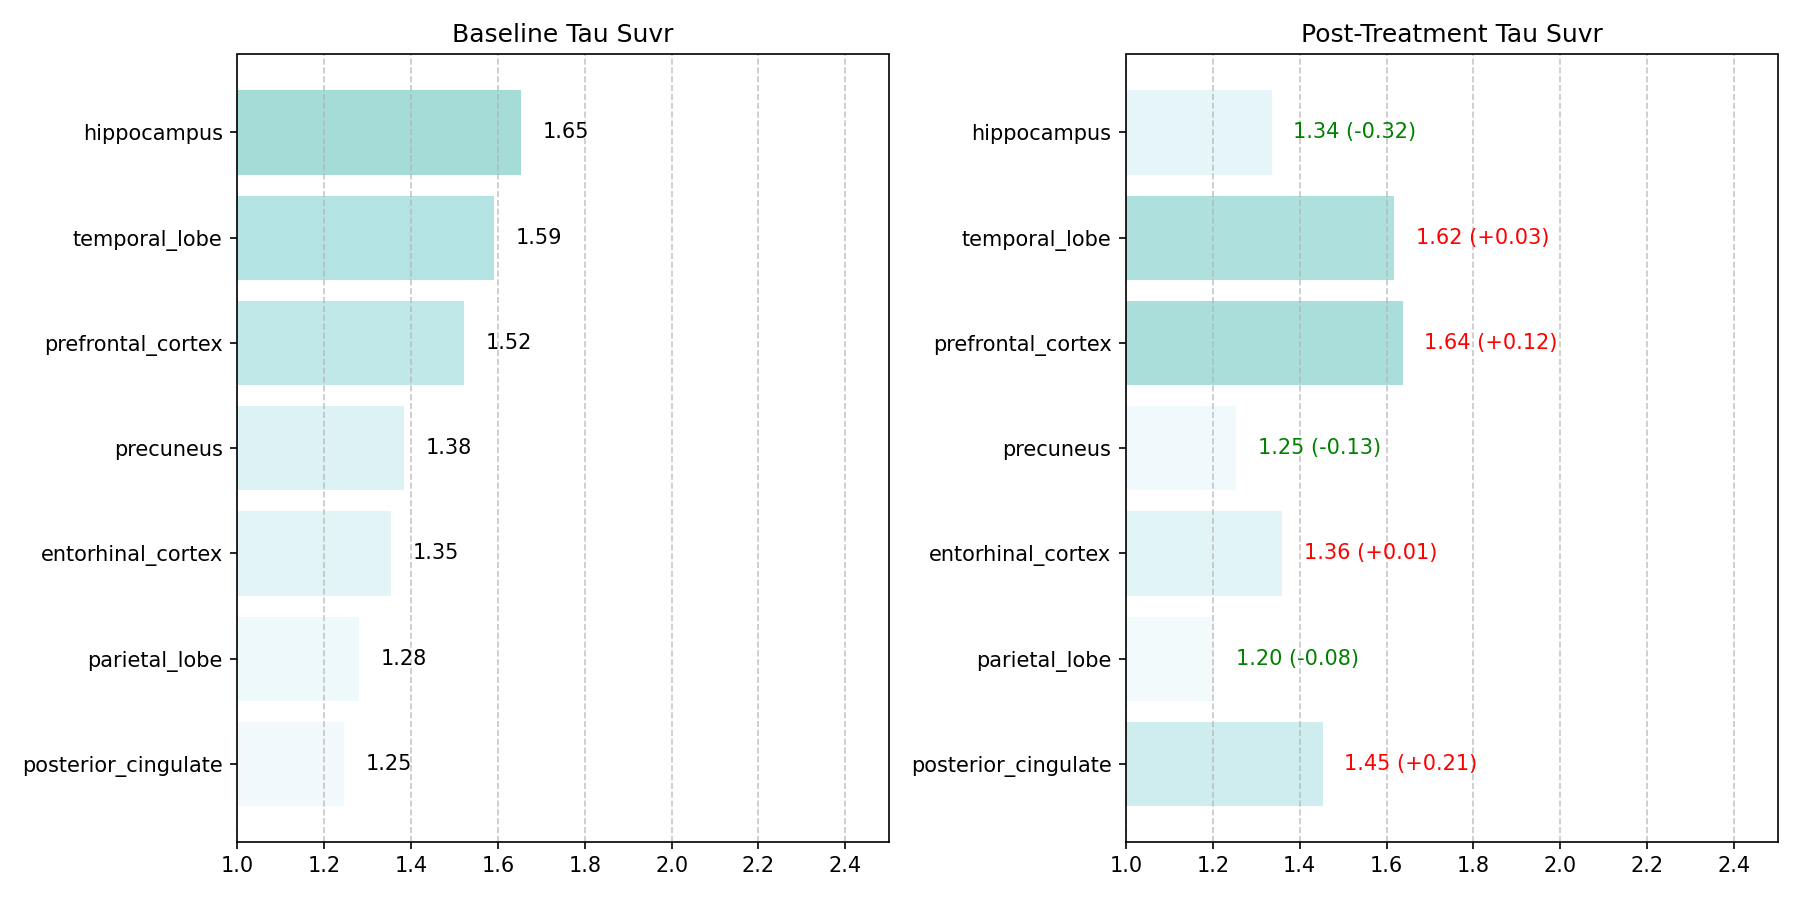 Baseline Tau Suvr
hippocampus
1.65
temporal_lobe
1.59
prefrontal_cortex
1.52
precuneus
1.38
entorhinal_cortex
1.35
parietal_lobe
1.28
posterior_cingulate
1.25
1.0 1.2 1.4 1.6 1.8 2.0 2.2 2.4
Post-Treatment Tau Suvr
hippocampus
1.34 (-0.32)
temporal_lobe
1.62 (+0.03)
prefrontal_cortex
1.64 (+0.12)
precuneus
1.25 (-0.13)
entorhinal_cortex
1.36 (+0.01)
parietal_lobe
1.20 (-0.08)
posterior_cingulate
1.45 (+0.21)
1.0 1.2 1.4 1.6 1.8 2.0 2.2 2.4